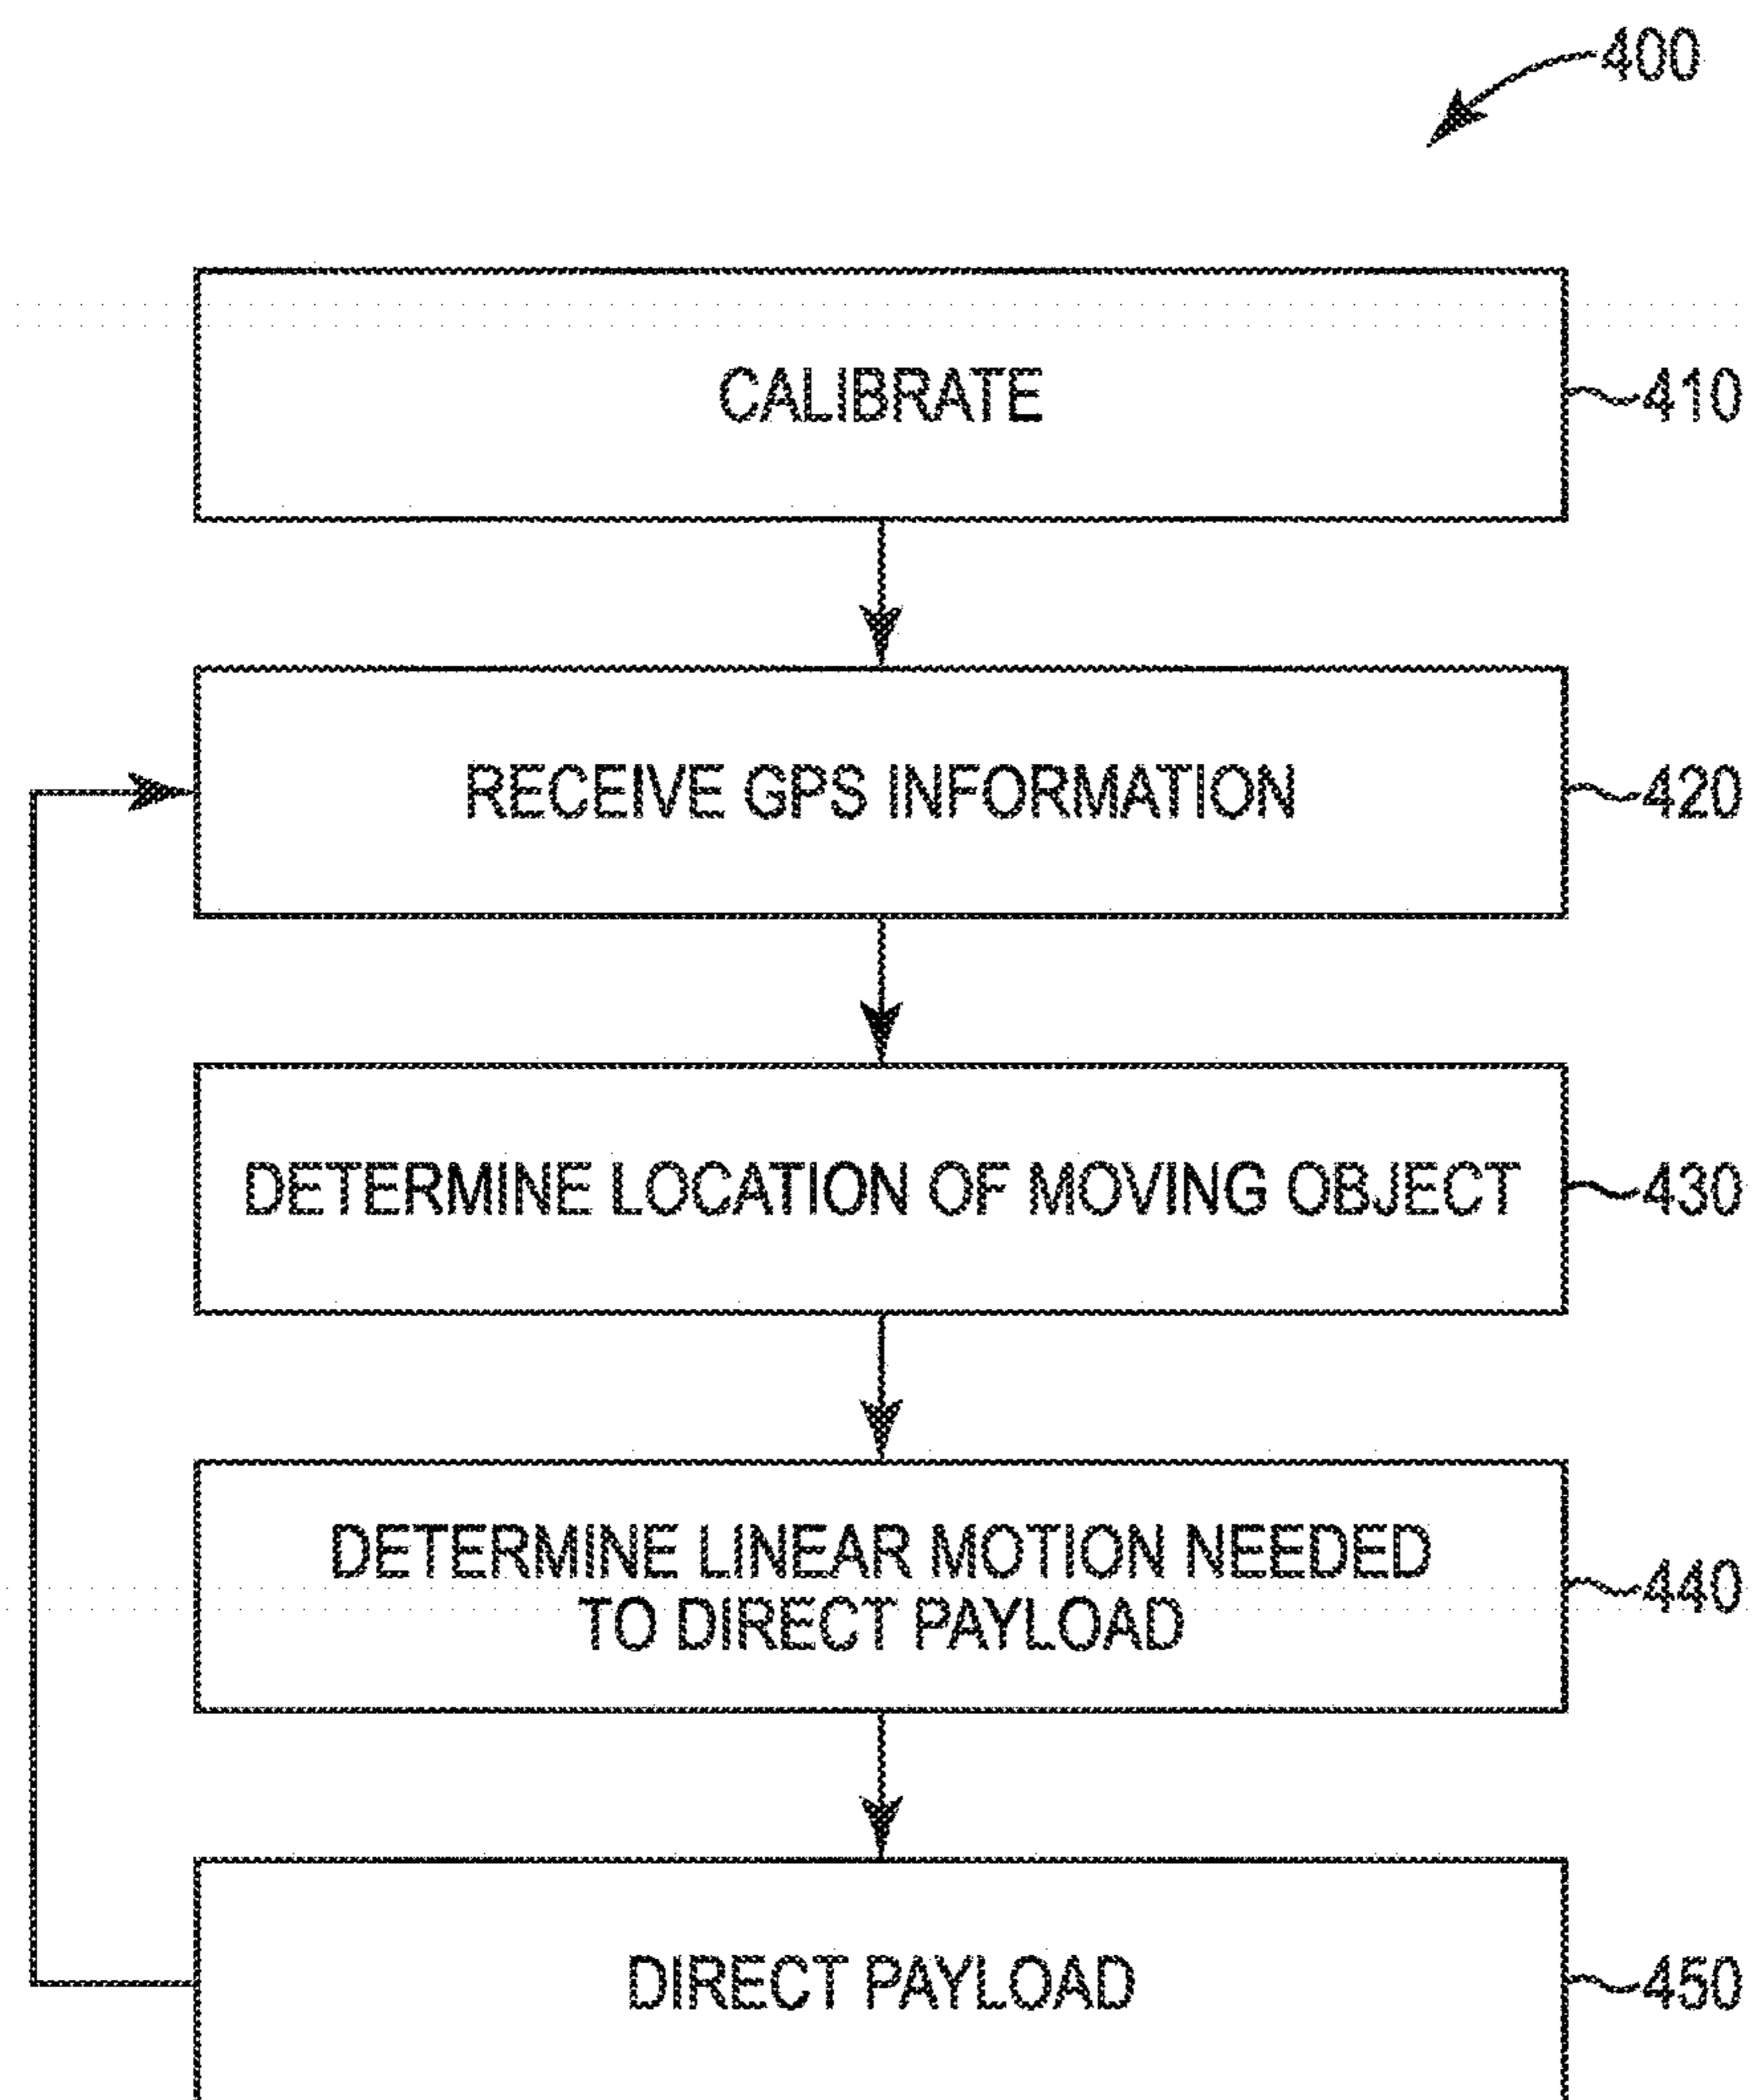 400
CALIBRATE
410
RECEIVE GPS INFORMATION
420
DETERMINE LOCATION OF MOVING OBJECT
430
DETERMINE LINEAR MOTION NEEDED
TO DIRECT PAYLOAD
440
DIRECT PAYLOAD
450